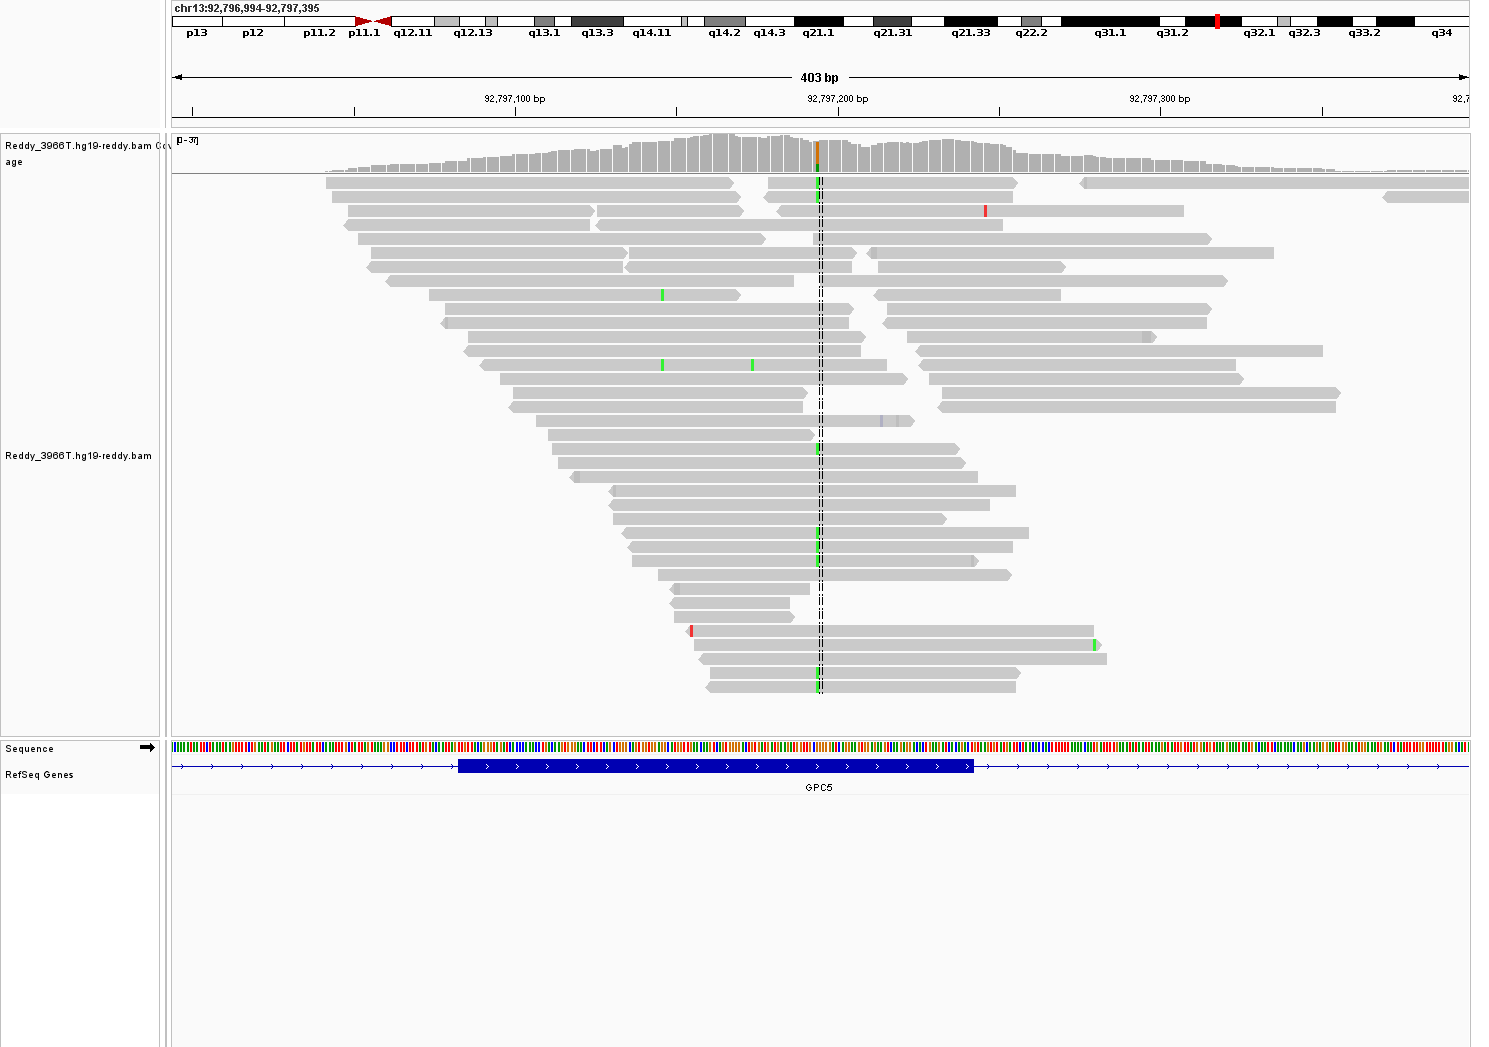 chr13:92,796,994-92,797,395
p13 p12 p11.2 p11.1 q12.11 q12.13 q13.1 q13.3 q14.11 q14.2 q14.3 q21.1 q21.31 q21.33 q22.2 q31.1 q31.2 q32.1 q32.3 q33.2 q34
403 bp
92,797,100 bp 92,797,200 bp 92,797,300 bp 92,7
Reddy_3966T.hg19-reddy.bam Cov
age
[0-37]
Reddy_3966T.hg19-reddy.bam
Sequence
RefSeq Genes
GPC5